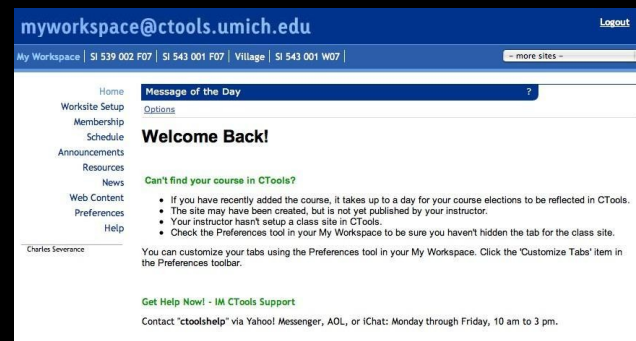 myworkspace@ctools.umich.edu
Logout
My Workspace | SI 539 002 F07 | SI 543 001 F07 | Village | SI 543 001 W07 |
- more sites -
Home
Worksite Setup
Membership
Schedule
Announcements
Resources
News
Web Content
Preferences
Help
Charles Severance
Message of the Day
?
Options
Welcome Back!
Can't find your course in CTools?
• If you have recently added the course, it takes up to a day for your course elections to be reflected in CTools.
• The site may have been created, but is not yet published by your instructor.
• Your instructor hasn't setup a class site in CTools.
• Check the Preferences tool in your My Workspace to be sure you haven't hidden the tab for the class site.
You can customize your tabs using the Preferences tool in your My Workspace. Click the 'Customize Tabs' item in
the Preferences toolbar.
Get Help Now! - IM CTools Support
Contact "ctoolshelp" via Yahoo! Messenger, AOL, or iChat: Monday through Friday, 10 am to 3 pm.